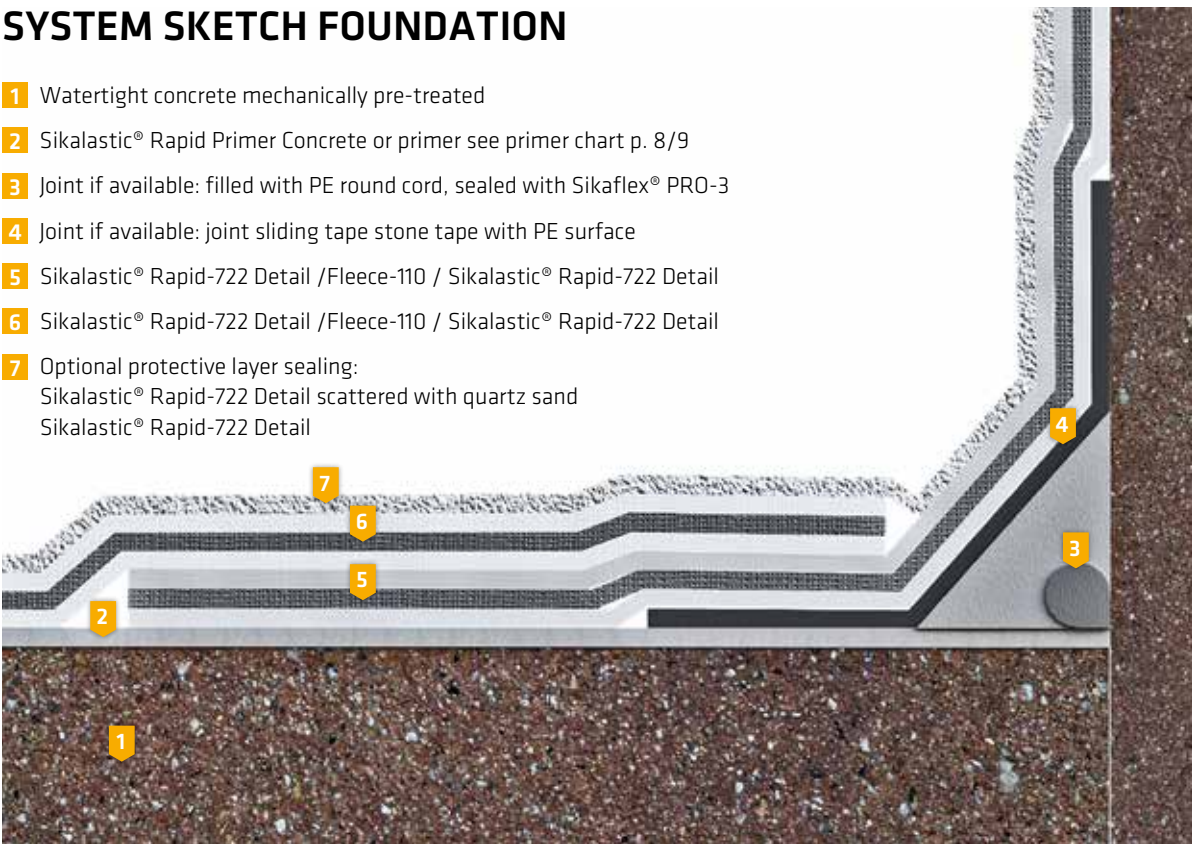 SYSTEM SKETCH FOUNDATION
1 Watertight concrete mechanically pre-treated
2 Sikalastic® Rapid Primer Concrete or primer see primer chart p. 8/9
3 Joint if available: filled with PE round cord, sealed with Sikaflex® PRO-3
4 Joint if available: joint sliding tape stone tape with PE surface
5 Sikalastic® Rapid-722 Detail /Fleece-110 / Sikalastic® Rapid-722 Detail
6 Sikalastic® Rapid-722 Detail /Fleece-110 / Sikalastic® Rapid-722 Detail
7 Optional protective layer sealing:
Sikalastic® Rapid-722 Detail scattered with quartz sand
Sikalastic® Rapid-722 Detail
4
7
6
3
5
2
1